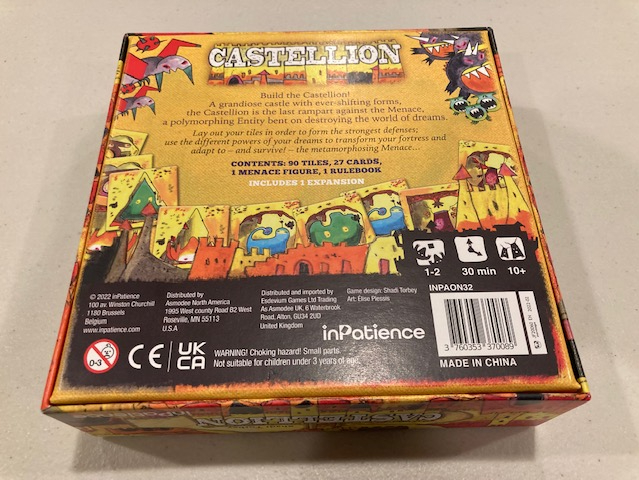 CASTELLION
Build the Castellion!
A grandiose castle with ever-shifting forms,
the Castellion is the last rampart against the Menace,
a polymorphing Entity bent on destroying the world of dreams.
Lay out your tiles in order to form the strongest defenses;
use the different powers of your dreams to transform your fortress and
adapt to – and survive! – the metamorphosing Menace...
CONTENTS: 90 TILES, 27 CARDS,
1 MENACE FIGURE, 1 RULEBOOK
INCLUDES 1 EXPANSION
1-2
30 min
10+
© 2022 inPatience
100 av. Winston Churchill
1180 Brussels
Belgium
www.inpatience.com
Distributed by
Asmodee North America
1995 West county Road B2 West
Roseville, MN 55113
U.S.A
Distributed and imported by
Esdevium Games Ltd Trading
As Asmodee UK, 6 Waterbrook
Road, Alton, GU34 2UD
United Kingdom
Game design: Shadi Torbey
Art: Élise Plessis
inPatience
INPAON32
3 760353 370089
MADE IN CHINA
0-3
CE
UK
CA
WARNING! Choking hazard! Small parts.
Not suitable for children under 3 years of age.
CASTELLION